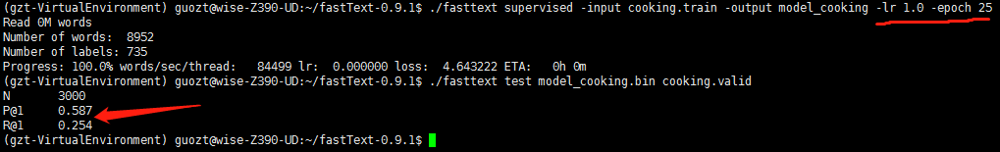 (gzt-VirtualEnvironment) guozt@wise-Z390-UD:~/fastText-0.9.1$ ./fasttext supervised -input cooking.train -output model_cooking -lr 1.0 -epoch 25
Read 0M words
Number of words:  8952
Number of labels: 735
Progress: 100.0% words/sec/thread:   84499 lr:  0.000000 loss:  4.643222 ETA:   0h 0m
(gzt-VirtualEnvironment) guozt@wise-Z390-UD:~/fastText-0.9.1$ ./fasttext test model_cooking.bin cooking.valid
N       3000
P@1     0.587
R@1     0.254
(gzt-VirtualEnvironment) guozt@wise-Z390-UD:~/fastText-0.9.1$